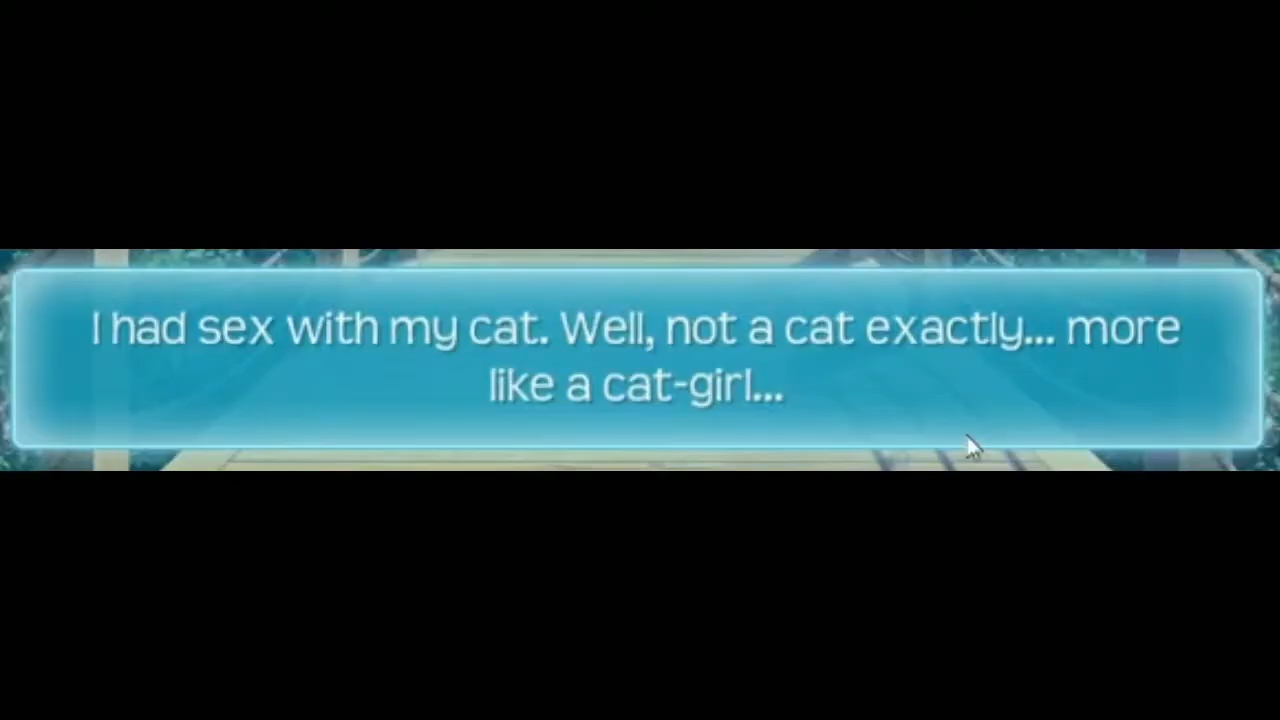 I had sex with my cat. Well, not a cat exactly... more
like a cat-girl...